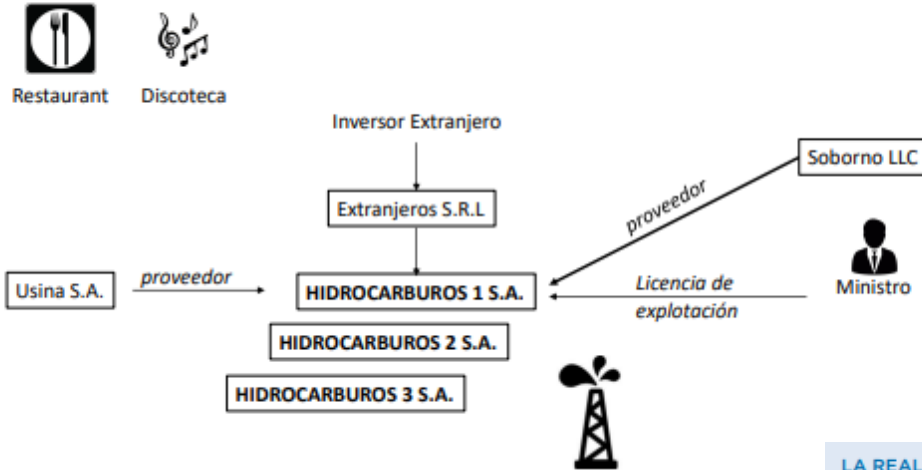 Restaurant
Discoteca
Inversor Extranjero
Soborno LLC
proveedor
Extranjeros S.R.L
Usina S.A.
proveedor
HIDROCARBUROS 1 S.A.
Licencia de
explotación
Ministro
HIDROCARBUROS 2 S.A.
HIDROCARBUROS 3 S.A.
LA REAL